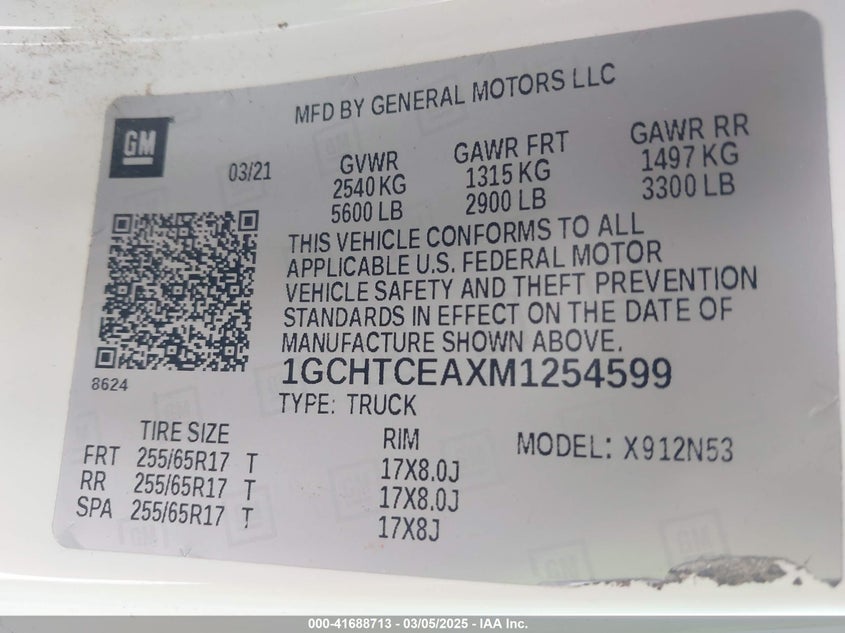 MFD BY GENERAL MOTORS LLC
GM
03/21
GVWR GAWR FRT GAWR RR
2540 KG 1315 KG 1497 KG
5600 LB 2900 LB 3300 LB
THIS VEHICLE CONFORMS TO ALL
APPLICABLE U.S. FEDERAL MOTOR
VEHICLE SAFETY AND THEFT PREVENTION
STANDARDS IN EFFECT ON THE DATE OF
MANUFACTURE SHOWN ABOVE.
8624
1GCHTCEAXM1254599
TYPE: TRUCK
TIRE SIZE RIM MODEL: X912N53
FRT 255/65R17 T 17X8.0J
RR 255/65R17 T 17X8.0J
SPA 255/65R17 T 17X8J
000-41688713 — 03/05/2025 — IAA Inc.